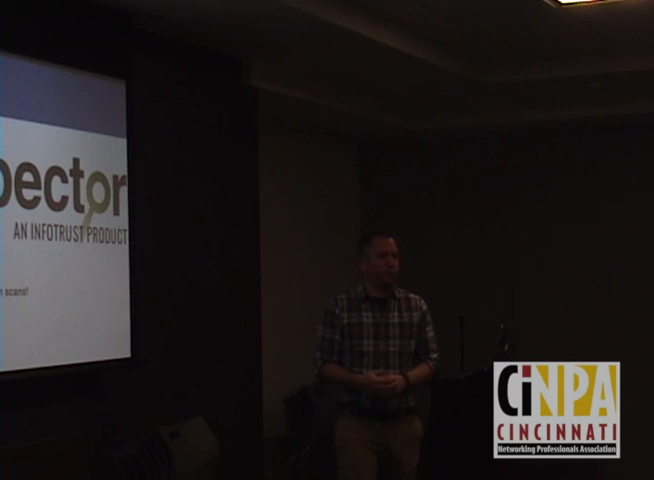 pector
AN INFOTRUST PRODUCT
scans!
CiNPA
CINCINNATI
Networking Professionals Association